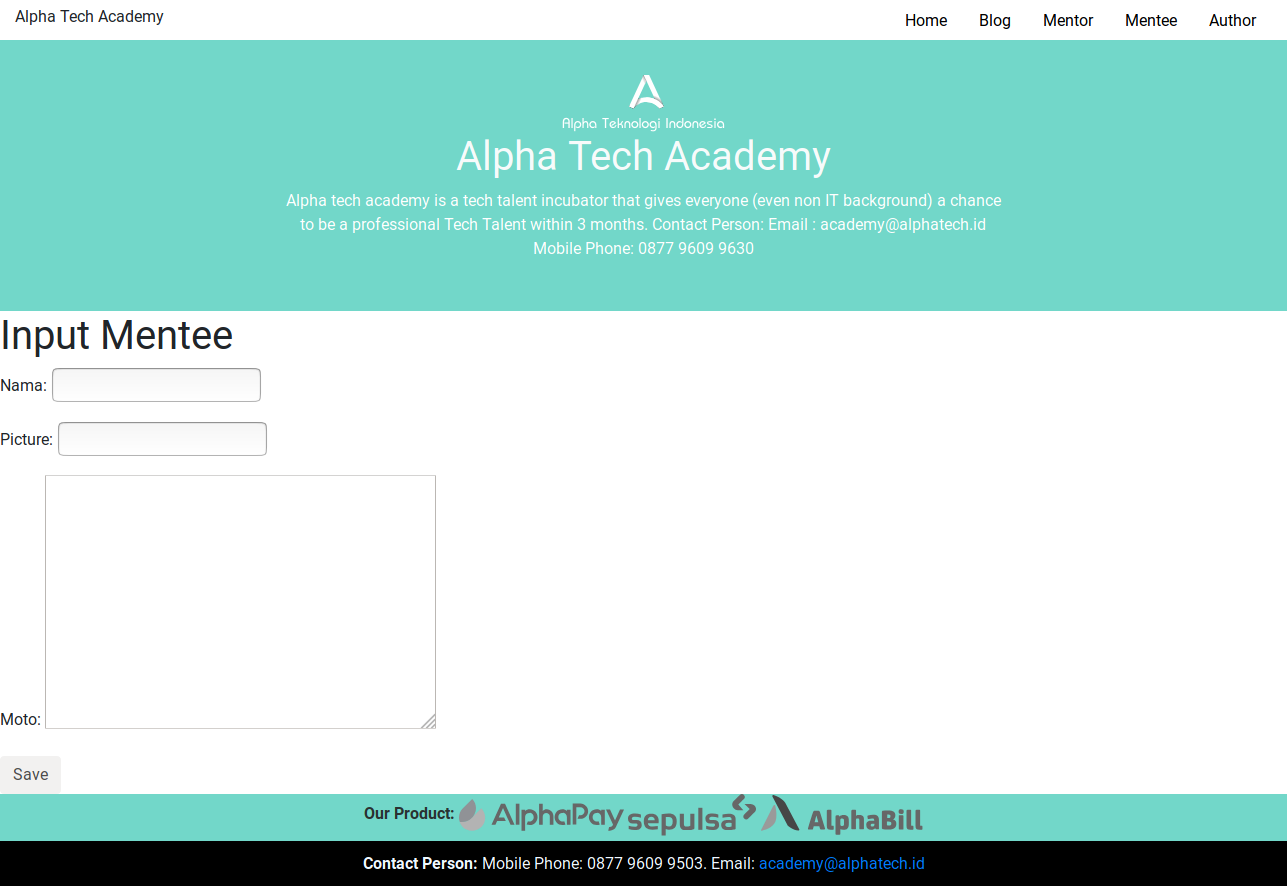 Alpha Tech Academy
Home Blog Mentor Mentee Author
Alpha Teknologi Indonesia
Alpha Tech Academy
Alpha tech academy is a tech talent incubator that gives everyone (even non IT background) a chance
to be a professional Tech Talent within 3 months. Contact Person: Email : academy@alphatech.id
Mobile Phone: 0877 9609 9630
Input Mentee
Nama:
Picture:
Moto:
Save
Our Product: AlphaPay sepulsa AlphaBill
Contact Person: Mobile Phone: 0877 9609 9503. Email: academy@alphatech.id